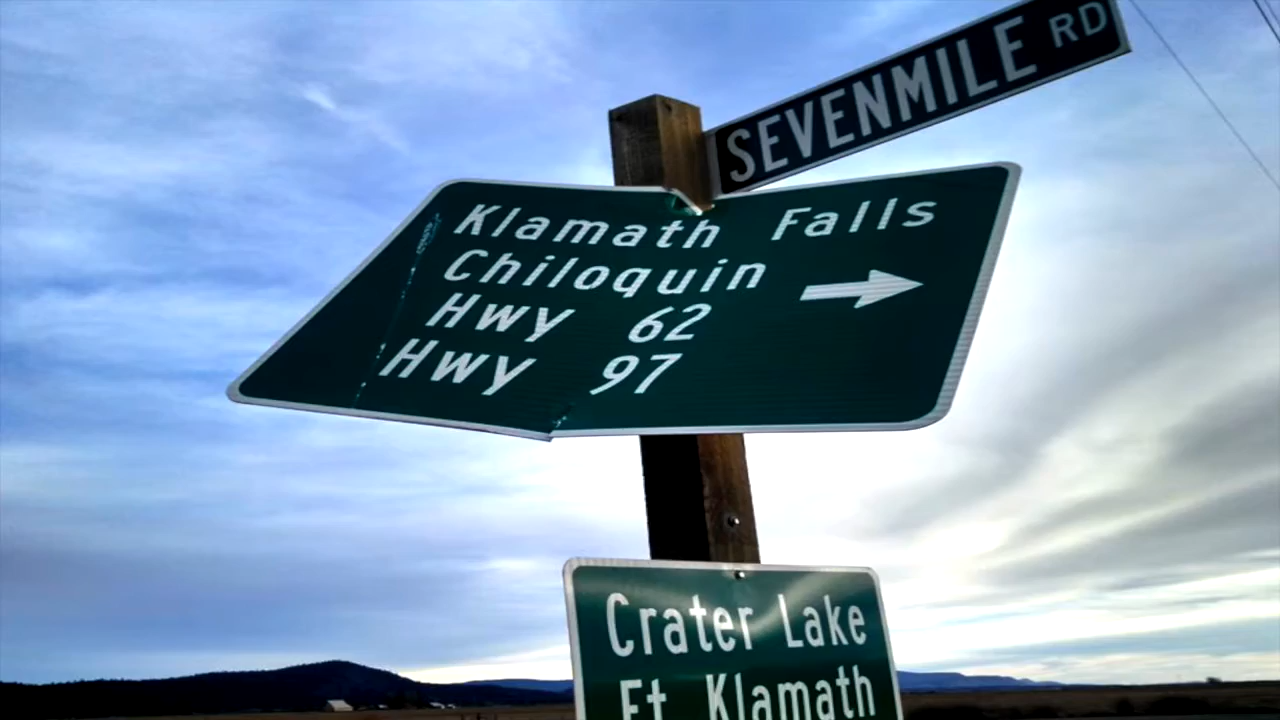 SEVENMILE RD
Klamath Falls
Chiloquin
Hwy 62
Hwy 97
Crater Lake
Ft Klamath